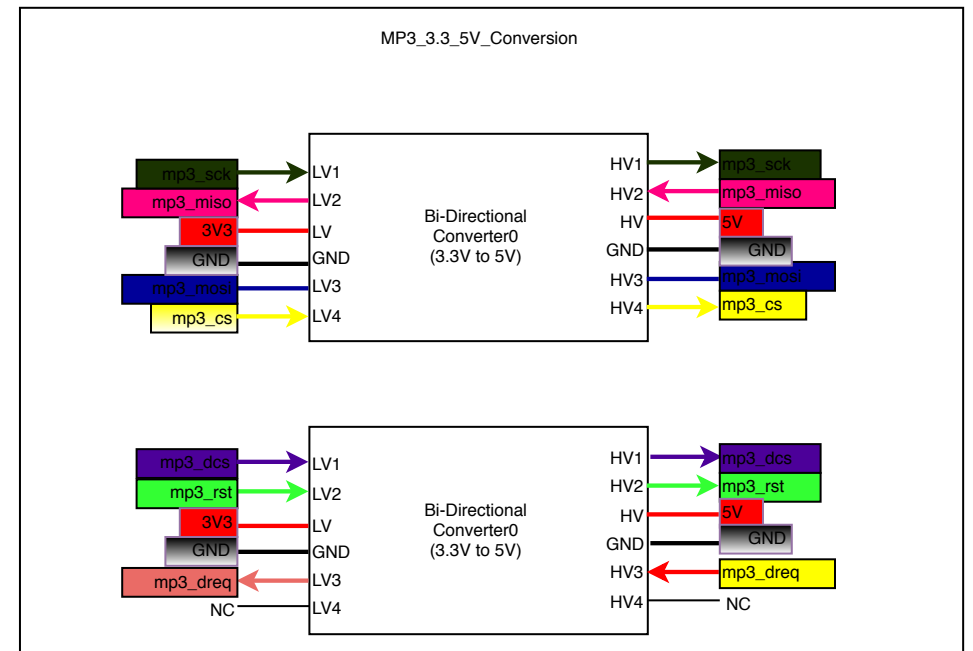 MP3_3.3_5V_Conversion
mp3_sck
LV1
HV1
mp3_sck
mp3_miso
LV2
HV2
mp3_miso
3V3
LV
HV
5V
GND
GND
GND
GND
mp3_mosi
LV3
HV3
mp3_mosi
mp3_cs
LV4
HV4
mp3_cs
Bi-Directional
Converter0
(3.3V to 5V)
mp3_dcs
LV1
HV1
mp3_dcs
mp3_rst
LV2
HV2
mp3_rst
3V3
LV
HV
5V
GND
GND
GND
GND
mp3_dreq
LV3
HV3
mp3_dreq
NC
LV4
HV4
NC
Bi-Directional
Converter0
(3.3V to 5V)